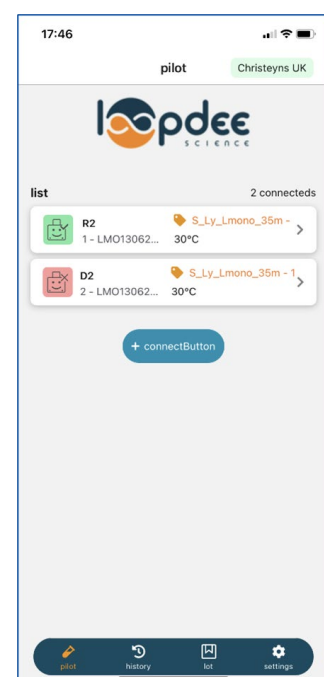 17:46
pilot Christeyns UK
loopdee
SCIENCE
list 2 connecteds
R2 S_Ly_Lmono_35m -
1 - LMO13062... 30°C
D2 S_Ly_Lmono_35m - 1
2 - LMO13062... 30°C
+ connectButton
pilot history lot settings